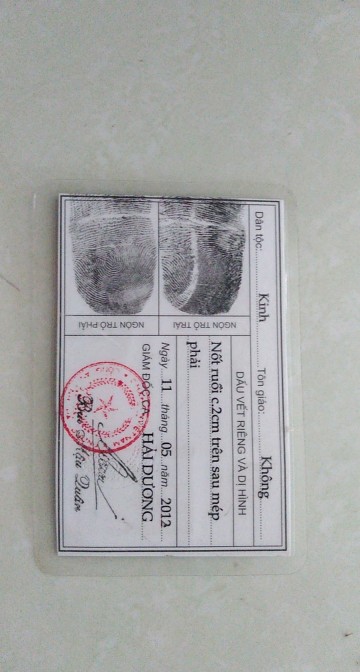 Dân tộc: Kinh Tôn giáo: Không
DẤU VẾT RIÊNG VÀ DỊ HÌNH
Nốt ruồi c.2cm trên sau mép
phải
NGÓN TRỎ TRÁI
NGÓN TRỎ PHẢI
Ngày 11 tháng 05 năm 2012
GIÁM ĐỐC CA. HẢI DƯƠNG